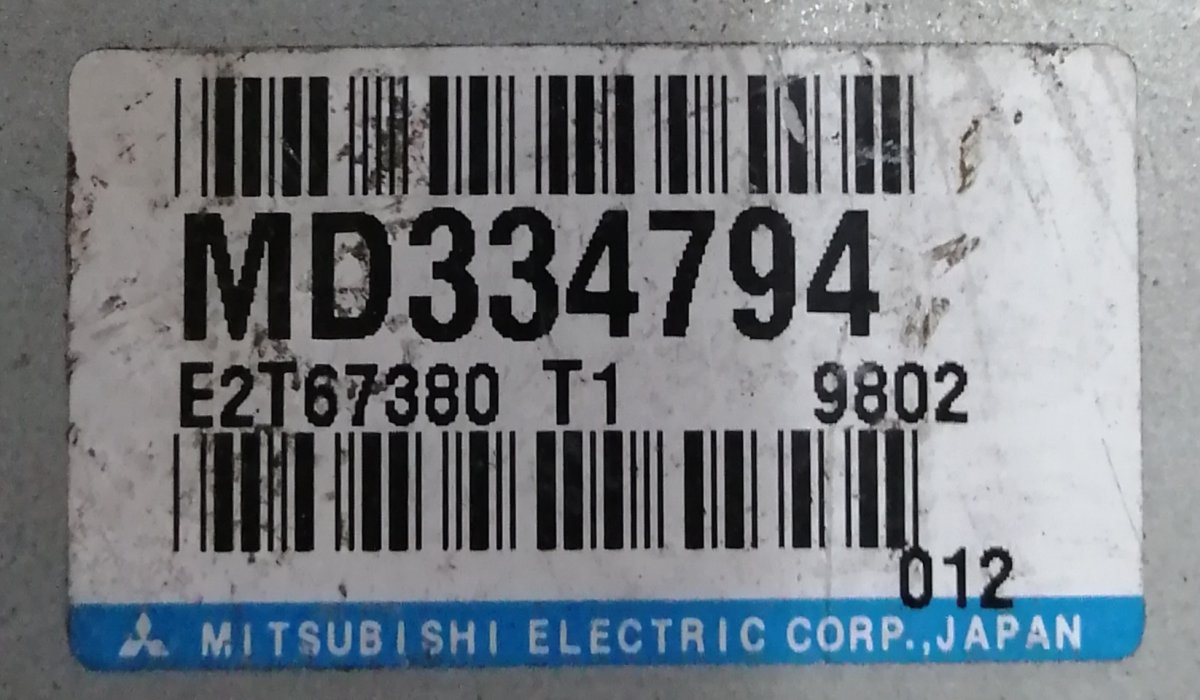 MD334794
E2T67380 T1 9802
012
MITSUBISHI ELECTRIC CORP.,JAPAN